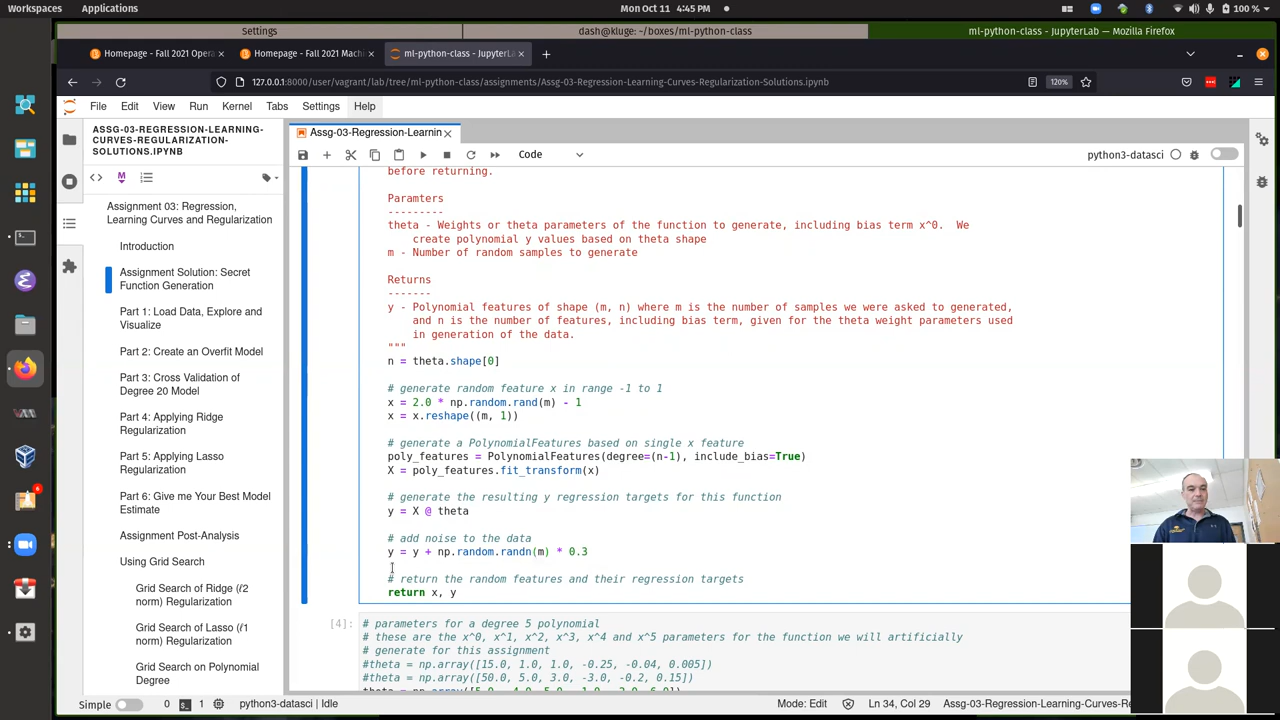 Workspaces Applications Mon Oct 11 4:45 PM 100 %
Settings dash@kluge: ~/boxes/ml-python-class ml-python-class - JupyterLab — Mozilla Firefox
Homepage - Fall 2021 Opera Homepage - Fall 2021 Machi ml-python-class - JupyterLa
127.0.0.1:8000/user/vagrant/lab/tree/ml-python-class/assignments/Assg-03-Regression-Learning-Curves-Regularization-Solutions.ipynb 120%
File Edit View Run Kernel Tabs Settings Help
ASSG-03-REGRESSION-LEARNING-
CURVES-REGULARIZATION-
SOLUTIONS.IPYNB
Assignment 03: Regression,
Learning Curves and Regularization
Introduction
Assignment Solution: Secret
Function Generation
Part 1: Load Data, Explore and
Visualize
Part 2: Create an Overfit Model
Part 3: Cross Validation of
Degree 20 Model
Part 4: Applying Ridge
Regularization
Part 5: Applying Lasso
Regularization
Part 6: Give me Your Best Model
Estimate
Assignment Post-Analysis
Using Grid Search
Grid Search of Ridge (ℓ2
norm) Regularization
Grid Search of Lasso (ℓ1
norm) Regularization
Grid Search on Polynomial
Degree
Assg-03-Regression-Learnin
Code python3-datasci
before returning.
Paramters
---------
theta - Weights or theta parameters of the function to generate, including bias term x^0. We
create polynomial y values based on theta shape
m - Number of random samples to generate
Returns
-------
y - Polynomial features of shape (m, n) where m is the number of samples we were asked to generated,
and n is the number of features, including bias term, given for the theta weight parameters used
in generation of the data.
"""
n = theta.shape[0]
# generate random feature x in range -1 to 1
x = 2.0 * np.random.rand(m) - 1
x = x.reshape((m, 1))
# generate a PolynomialFeatures based on single x feature
poly_features = PolynomialFeatures(degree=(n-1), include_bias=True)
X = poly_features.fit_transform(x)
# generate the resulting y regression targets for this function
y = X @ theta
# add noise to the data
y = y + np.random.randn(m) * 0.3
# return the random features and their regression targets
return x, y
[4]: # parameters for a degree 5 polynomial
# these are the x^0, x^1, x^2, x^3, x^4 and x^5 parameters for the function we will artificially
# generate for this assignment
#theta = np.array([15.0, 1.0, 1.0, -0.25, -0.04, 0.005])
#theta = np.array([50.0, 5.0, 3.0, -3.0, -0.2, 0.15])
Simple 0 1 python3-datasci | Idle Mode: Edit Ln 34, Col 29 Assg-03-Regression-Learning-Curves-Re